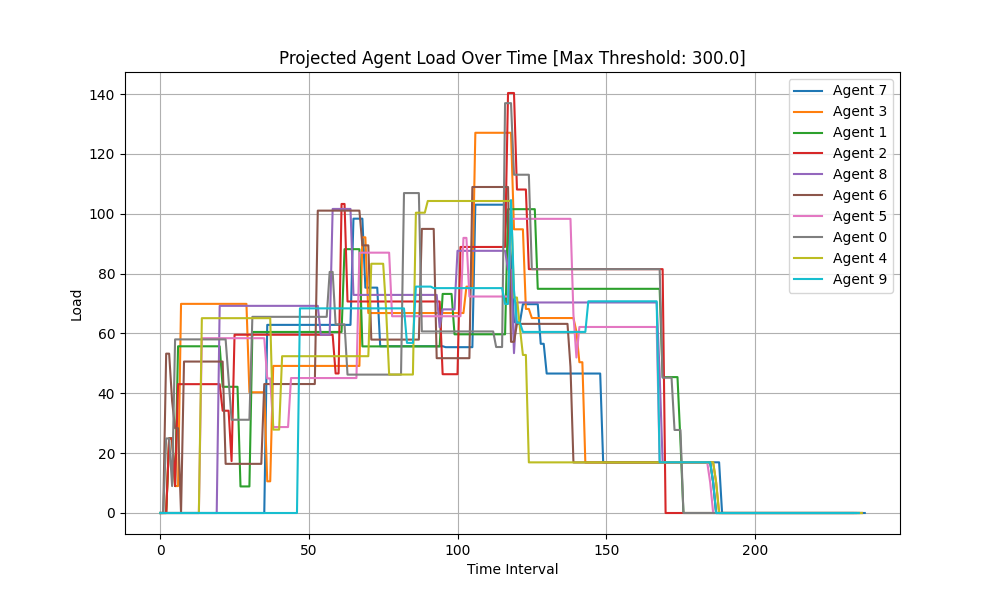 Projected Agent Load Over Time [Max Threshold: 300.0]
Load
140
120
100
80
60
40
20
0
0 50 100 150 200
Time Interval
Agent 7
Agent 3
Agent 1
Agent 2
Agent 8
Agent 6
Agent 5
Agent 0
Agent 4
Agent 9